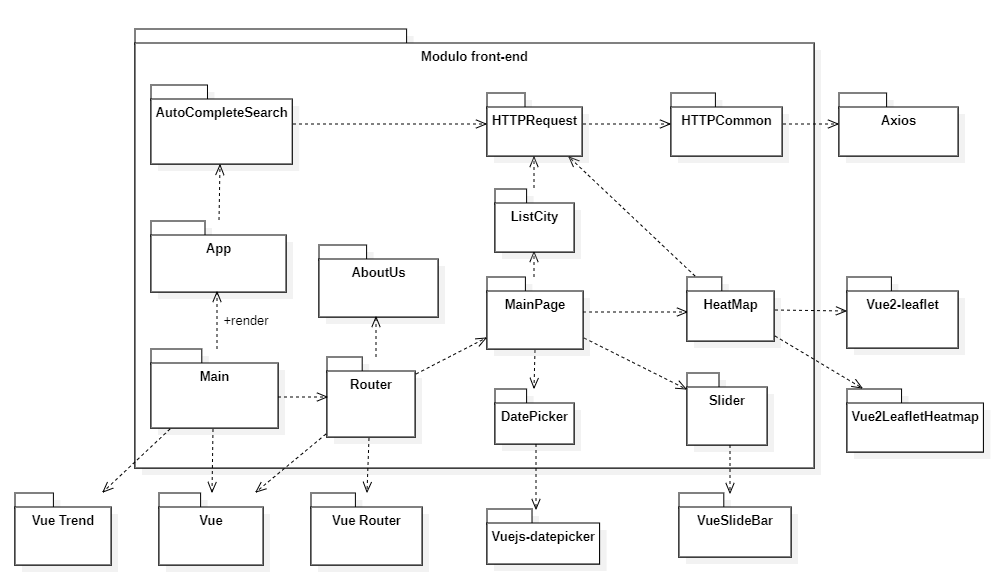 Modulo front-end
AutoCompleteSearch
HTTPRequest
HTTPCommon
Axios
ListCity
App
AboutUs
MainPage
HeatMap
Vue2-leaflet
+render
Main
Router
DatePicker
Slider
Vue2LeafletHeatmap
Vue Trend
Vue
Vue Router
Vuejs-datepicker
VueSlideBar